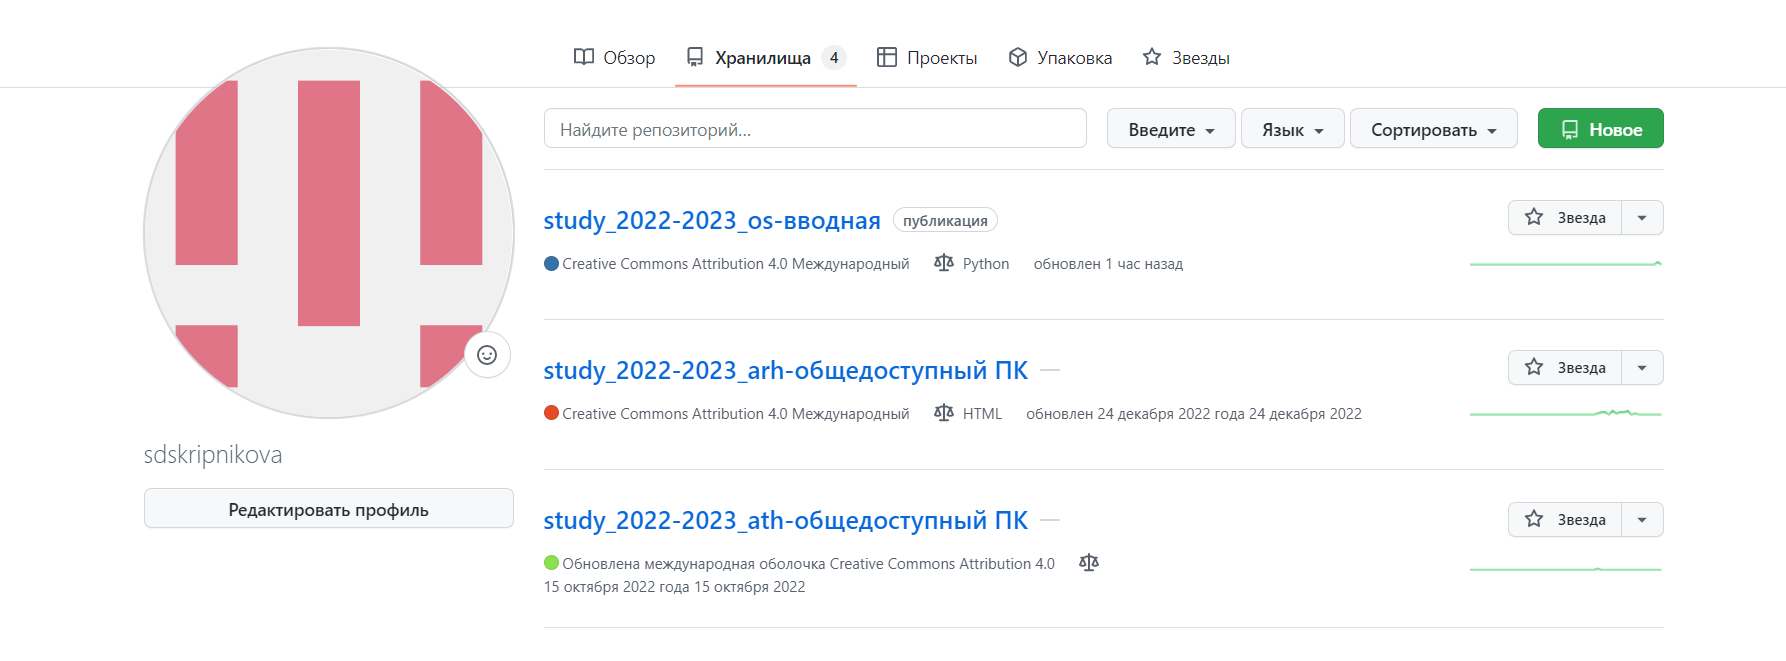 Обзор Хранилища 4 Проекты Упаковка Звезды
Найдите репозиторий... Введите Язык Сортировать Новое
study_2022-2023_os-вводная публикация Звезда
Creative Commons Attribution 4.0 Международный Python обновлен 1 час назад
study_2022-2023_arh-общедоступный ПК Звезда
Creative Commons Attribution 4.0 Международный HTML обновлен 24 декабря 2022 года 24 декабря 2022
sdskripnikova
Редактировать профиль
study_2022-2023_ath-общедоступный ПК Звезда
Обновлена международная оболочка Creative Commons Attribution 4.0
15 октября 2022 года 15 октября 2022